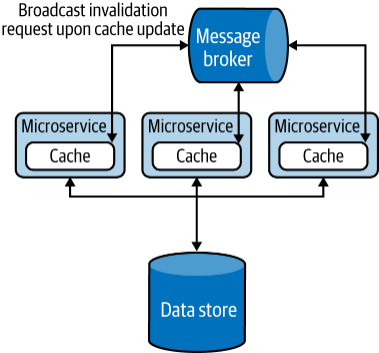 Broadcast invalidation
request upon cache update
Message
broker
Microservice
Cache
Microservice
Cache
Microservice
Cache
Data store